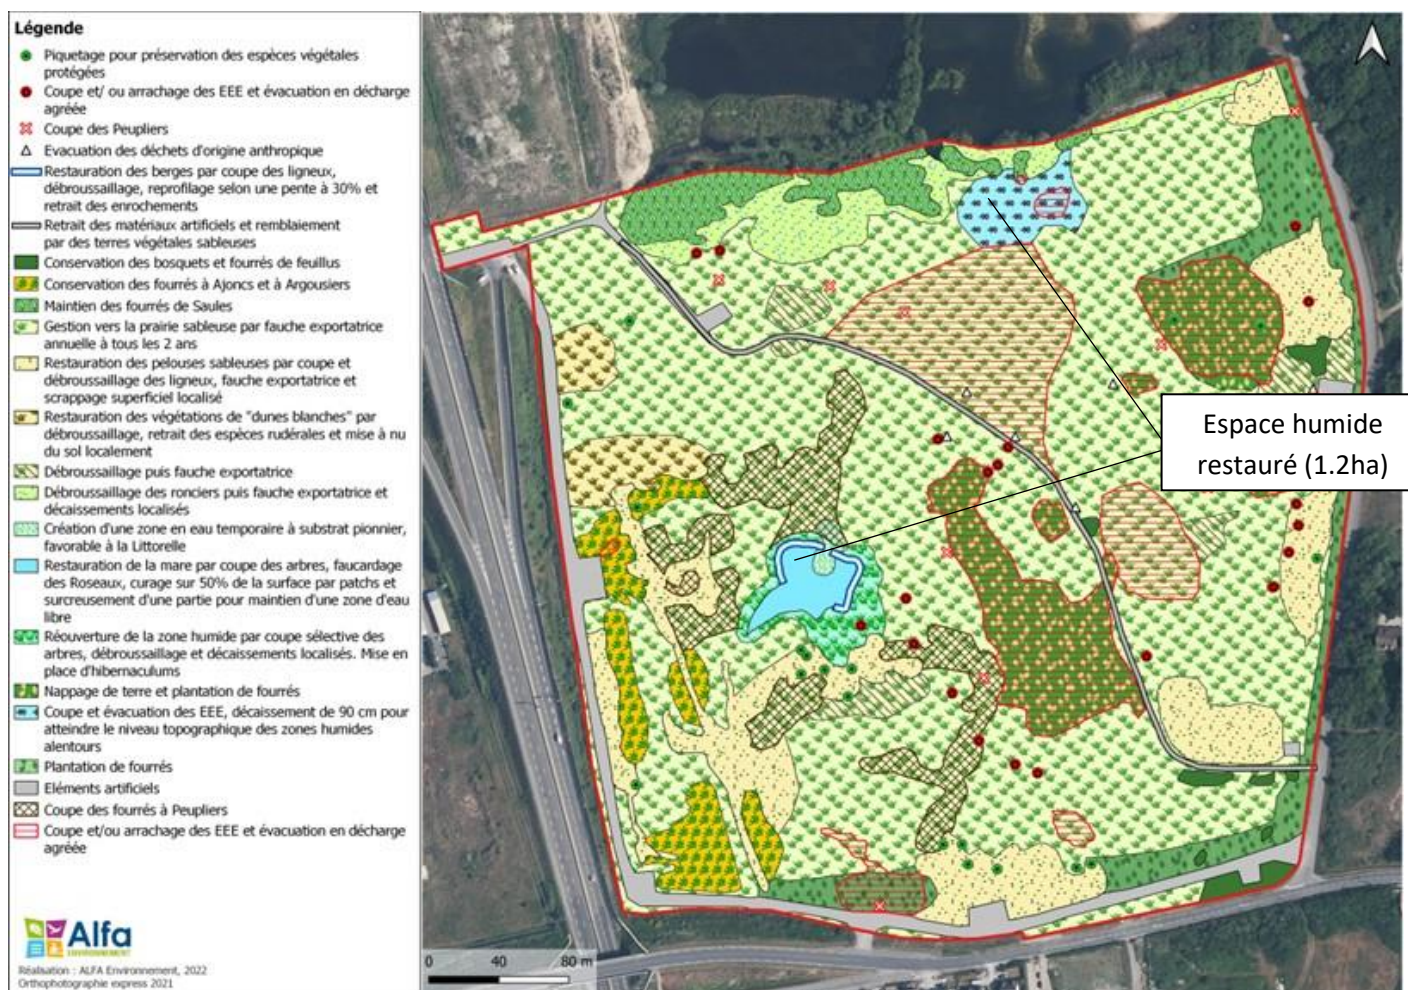 Légende
Piquetage pour préservation des espèces végétales
protégées
Coupe et/ ou arrachage des EEE et évacuation en décharge
agréée
Coupe des Peupliers
Evacuation des déchets d'origine anthropique
Restauration des berges par coupe des ligneux,
débroussaillage, reprofilage selon une pente à 30% et
retrait des enrochements
Retrait des matériaux artificiels et remblaiement
par des terres végétales sableuses
Conservation des bosquets et fourrés de feuillus
Conservation des fourrés à Ajoncs et à Argousiers
Maintien des fourrés de Saules
Gestion vers la prairie sableuse par fauche exportatrice
annuelle à tous les 2 ans
Restauration des pelouses sableuses par coupe et
débroussaillage des ligneux, fauche exportatrice et
scrappage superficiel localisé
Restauration des végétations de "dunes blanches" par
débroussaillage, retrait des espèces rudérales et mise à nu
du sol localement
Débroussaillage puis fauche exportatrice
Débroussaillage des ronciers puis fauche exportatrice et
décaissements localisés
Création d'une zone en eau temporaire à substrat pionnier,
favorable à la Littorelle
Restauration de la mare par coupe des arbres, faucardage
des Roseaux, curage sur 50% de la surface par patchs et
surcreusement d'une partie pour maintien d'une zone d'eau
libre
Réouverture de la zone humide par coupe sélective des
arbres, débroussaillage et décaissements localisés. Mise en
place d'hibernaculums
Nappage de terre et plantation de fourrés
Coupe et évacuation des EEE, décaissement de 90 cm pour
atteindre le niveau topographique des zones humides
alentours
Plantation de fourrés
Eléments artificiels
Coupe des fourrés à Peupliers
Coupe et/ou arrachage des EEE et évacuation en décharge
agréée
Alfa
ENVIRONNEMENT
Réalisation : ALFA Environnement, 2022
Orthophotographie express 2021
Espace humide
restauré (1.2ha)
0 40 80 m